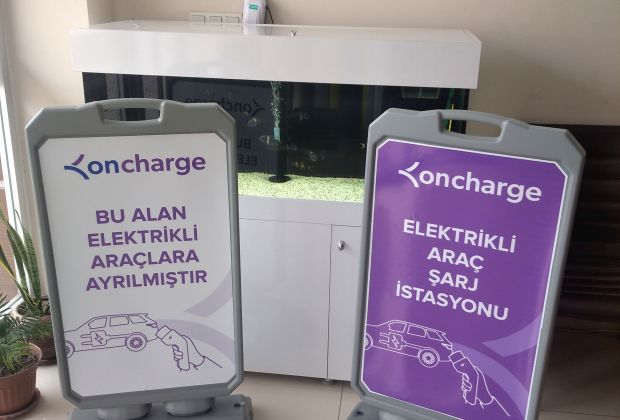 oncharge
BU ALAN
ELEKTRİKLİ
ARAÇLARA
AYRILMIŞTIR
oncharge
ELEKTRİKLİ
ARAÇ
ŞARJ
İSTASYONU